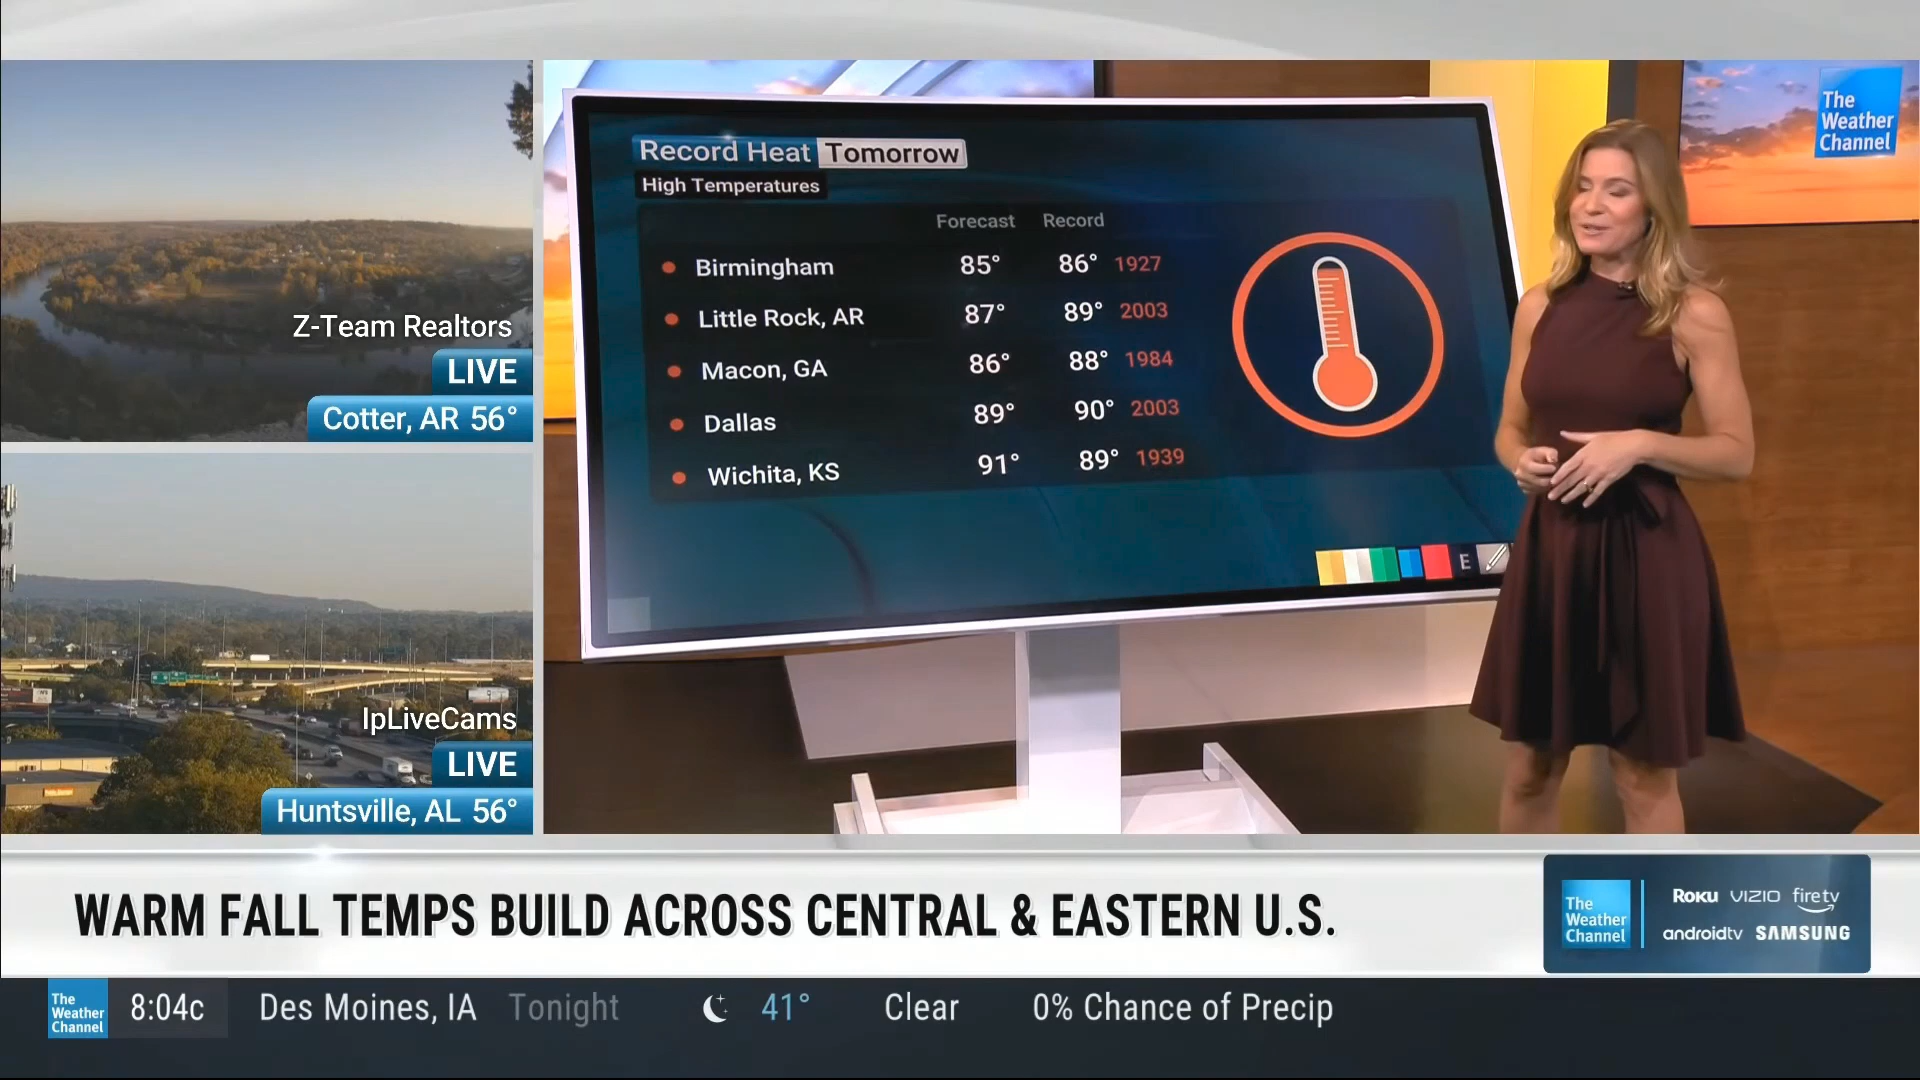 Z-Team Realtors
LIVE
Cotter, AR 56°
IpLiveCams
LIVE
Huntsville, AL 56°
Record Heat Tomorrow
High Temperatures
Forecast Record
Birmingham 85° 86° 1927
Little Rock, AR 87° 89° 2003
Macon, GA 86° 88° 1984
Dallas 89° 90° 2003
Wichita, KS 91° 89° 1939
E
The
Weather
Channel
WARM FALL TEMPS BUILD ACROSS CENTRAL & EASTERN U.S.
The
Weather
Channel
Roku VIZIO firetv
androidtv SAMSUNG
The
Weather
Channel
8:04c Des Moines, IA Tonight 41° Clear 0% Chance of Precip